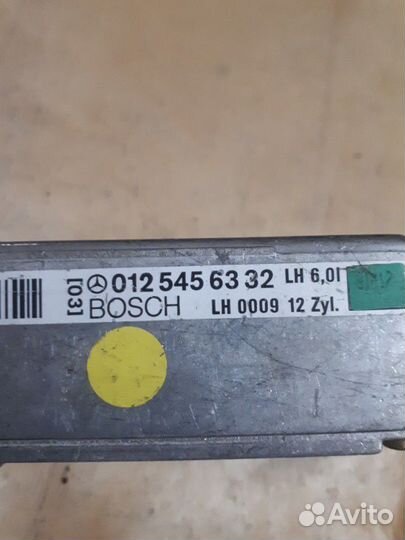 012 545 63 32 LH 6,0l
[03] BOSCH LH 0009 12 Zyl.
Avito